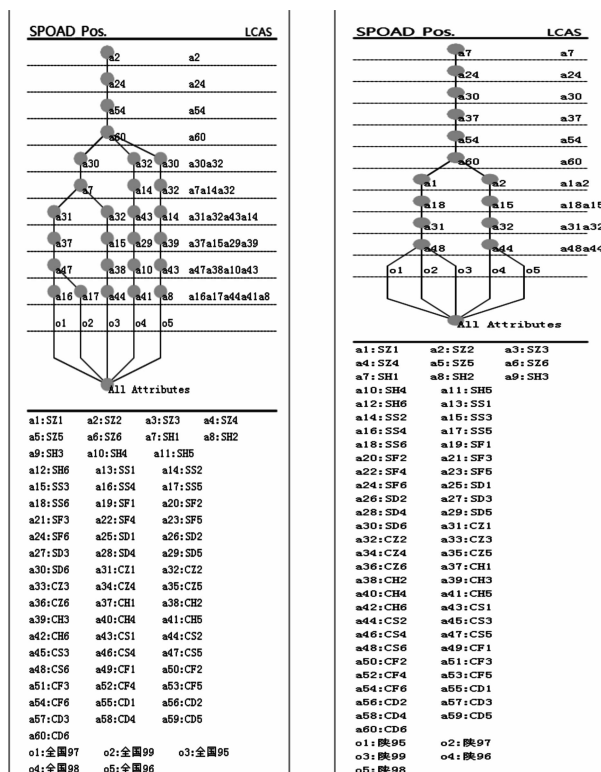 SPOAD Pos. LCAS
a2 a2
a24 a24
a54 a54
a60 a60
a30 a32 a30 a30a32
a7 a14 a32 a7a14a32
a31 a32 a43 a14 a31a32a43a14
a37 a15 a29 a39 a37a15a29a39
a47 a38 a10 a43 a47a38a10a43
a16 a17 a44 a41 a8 a16a17a44a41a8
o1 o2 o3 o4 o5
All Attributes
a1:SZ1 a2:SZ2 a3:SZ3 a4:SZ4
a5:SZ5 a6:SZ6 a7:SH1 a8:SH2
a9:SH3 a10:SH4 a11:SH5
a12:SH6 a13:SS1 a14:SS2
a15:SS3 a16:SS4 a17:SS5
a18:SS6 a19:SF1 a20:SF2
a21:SF3 a22:SF4 a23:SF5
a24:SF6 a25:SD1 a26:SD2
a27:SD3 a28:SD4 a29:SD5
a30:SD6 a31:CZ1 a32:CZ2
a33:CZ3 a34:CZ4 a35:CZ5
a36:CZ6 a37:CH1 a38:CH2
a39:CH3 a40:CH4 a41:CH5
a42:CH6 a43:CS1 a44:CS2
a45:CS3 a46:CS4 a47:CS5
a48:CS6 a49:CF1 a50:CF2
a51:CF3 a52:CF4 a53:CF5
a54:CF6 a55:CD1 a56:CD2
a57:CD3 a58:CD4 a59:CD5
a60:CD6
o1:全国97 o2:全国99 o3:全国95
o4:全国98 o5:全国96
SPOAD Pos. LCAS
a7 a7
a24 a24
a30 a30
a37 a37
a54 a54
a60 a60
a1 a2 a1a2
a18 a15 a18a15
a31 a32 a31a32
a48 a44 a48a44
o1 o2 o3 o4 o5
All Attributes
a1:SZ1 a2:SZ2 a3:SZ3
a4:SZ4 a5:SZ5 a6:SZ6
a7:SH1 a8:SH2 a9:SH3
a10:SH4 a11:SH5
a12:SH6 a13:SS1
a14:SS2 a15:SS3
a16:SS4 a17:SS5
a18:SS6 a19:SF1
a20:SF2 a21:SF3
a22:SF4 a23:SF5
a24:SF6 a25:SD1
a26:SD2 a27:SD3
a28:SD4 a29:SD5
a30:SD6 a31:CZ1
a32:CZ2 a33:CZ3
a34:CZ4 a35:CZ5
a36:CZ6 a37:CH1
a38:CH2 a39:CH3
a40:CH4 a41:CH5
a42:CH6 a43:CS1
a44:CS2 a45:CS3
a46:CS4 a47:CS5
a48:CS6 a49:CF1
a50:CF2 a51:CF3
a52:CF4 a53:CF5
a54:CF6 a55:CD1
a56:CD2 a57:CD3
a58:CD4 a59:CD5
a60:CD6
o1:陕95 o2:陕97
o3:陕99 o4:陕96
o5:陕98